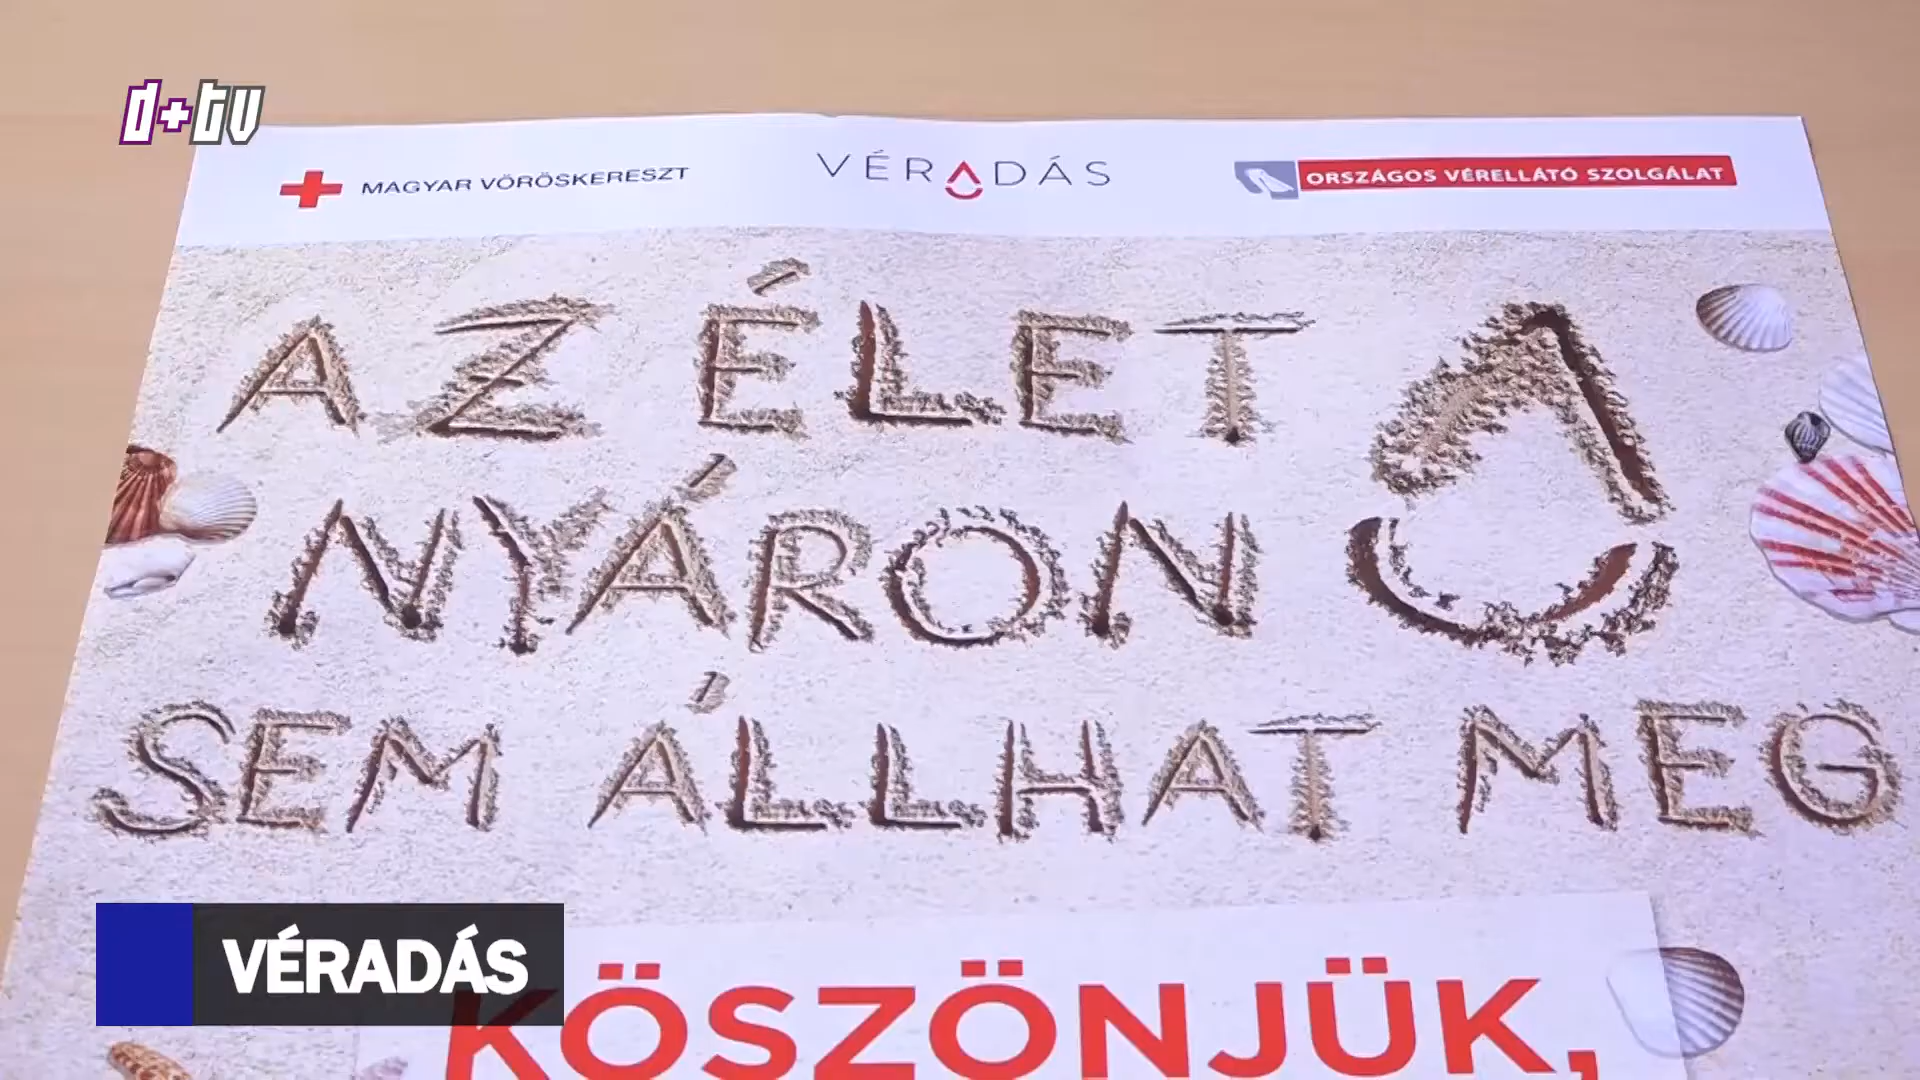 d+tv
MAGYAR VÖRÖSKERESZT
VÉRADÁS
ORSZÁGOS VÉRELLÁTÓ SZOLGÁLAT
AZ ÉLET
NYÁRON
SEM ÁLLHAT MEG
VÉRADÁS
KÖSZÖNJÜK,